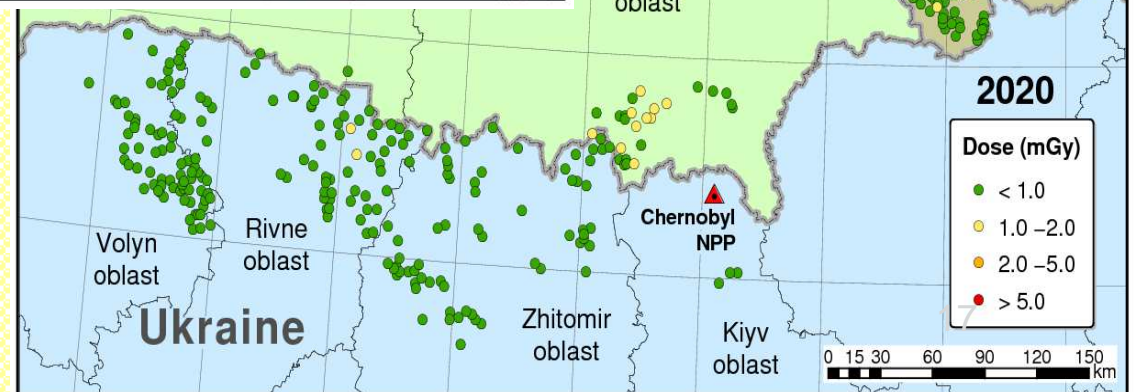 oblast
2020
Dose (mGy)
< 1.0
1.0 –2.0
2.0 –5.0
> 5.0
17
Chernobyl
NPP
Volyn
oblast
Rivne
oblast
Ukraine
Zhitomir
oblast
Kiyv
oblast
0 15 30 60 90 120 150
km